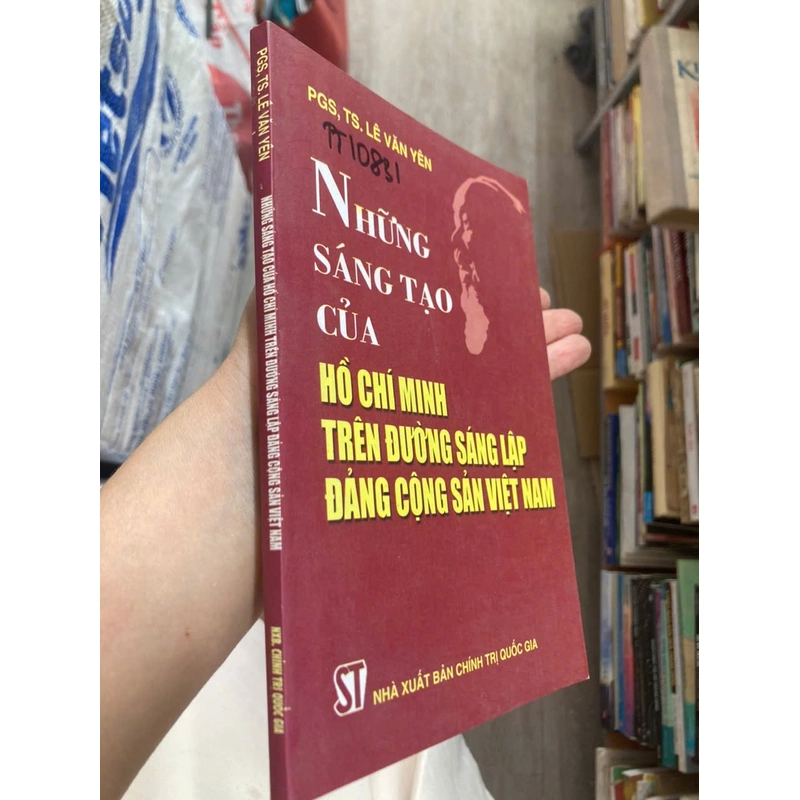 PGS, TS. LÊ VĂN YÊN
PT10831
NHỮNG
SÁNG TẠO
CỦA
HỒ CHÍ MINH
TRÊN ĐƯỜNG SÁNG LẬP
ĐẢNG CỘNG SẢN VIỆT NAM
ST
NHÀ XUẤT BẢN CHÍNH TRỊ QUỐC GIA
PGS, TS. LÊ VĂN YÊN
NHỮNG SÁNG TẠO CỦA HỒ CHÍ MINH TRÊN ĐƯỜNG SÁNG LẬP ĐẢNG CỘNG SẢN VIỆT NAM
NXB. CHÍNH TRỊ QUỐC GIA